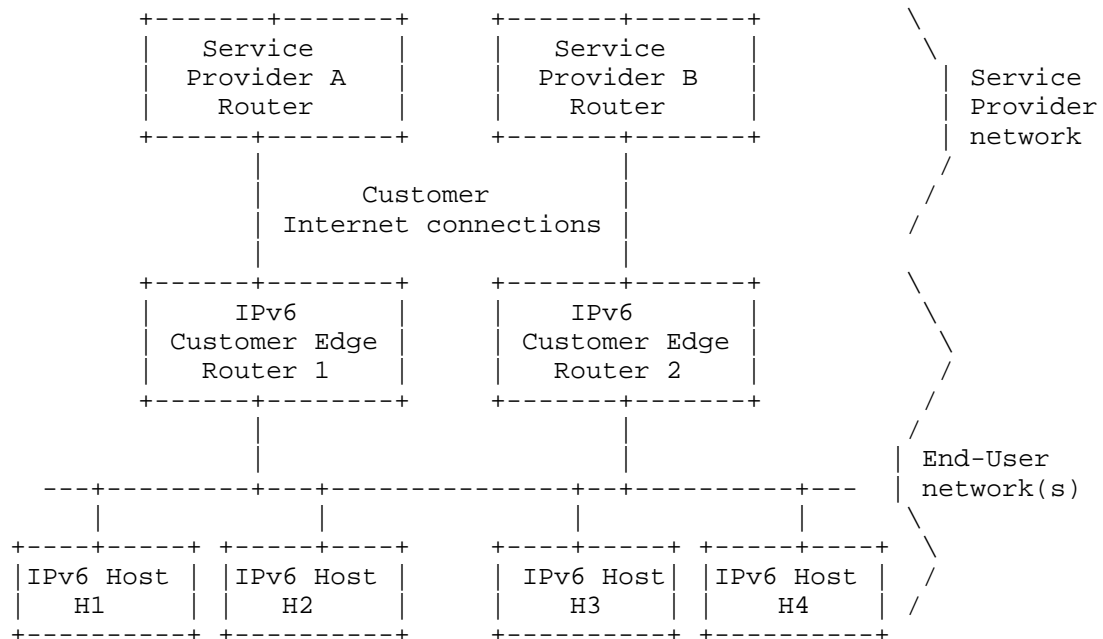 Service Service
Provider A Provider B Service
Router Router Provider
network
Customer
Internet connections
IPv6 IPv6
Customer Edge Customer Edge
Router 1 Router 2
End-User
network(s)
IPv6 Host IPv6 Host IPv6 Host IPv6 Host
H1 H2 H3 H4